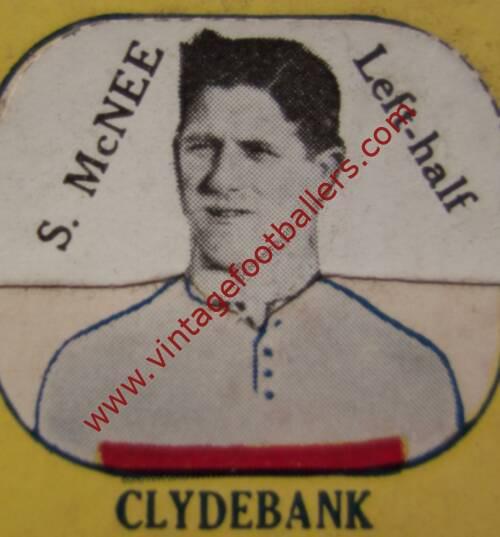 S. McNEE
Left-half
www.vintagefootballers.com
CLYDEBANK